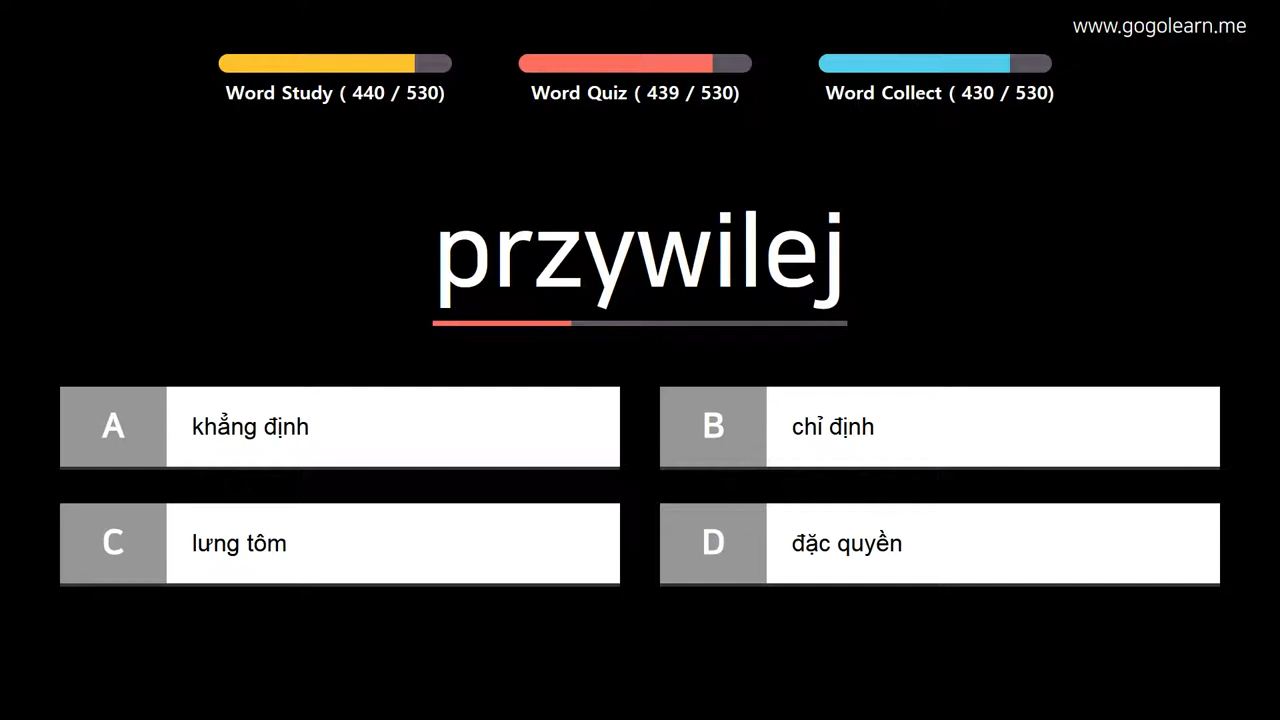 www.gogolearn.me
Word Study ( 440 / 530)
Word Quiz ( 439 / 530)
Word Collect ( 430 / 530)
przywilej
A khẳng định
B chỉ định
C lưng tôm
D đặc quyền